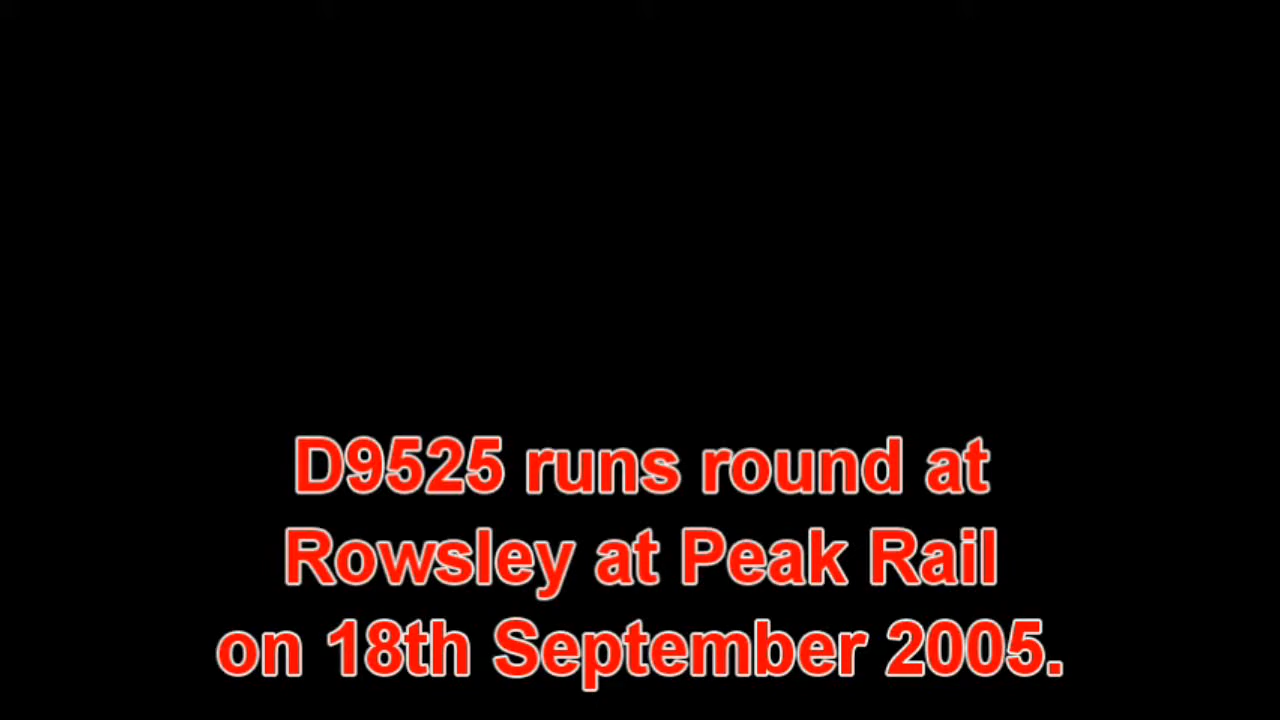 D9525 runs round at
Rowsley at Peak Rail
on 18th September 2005.